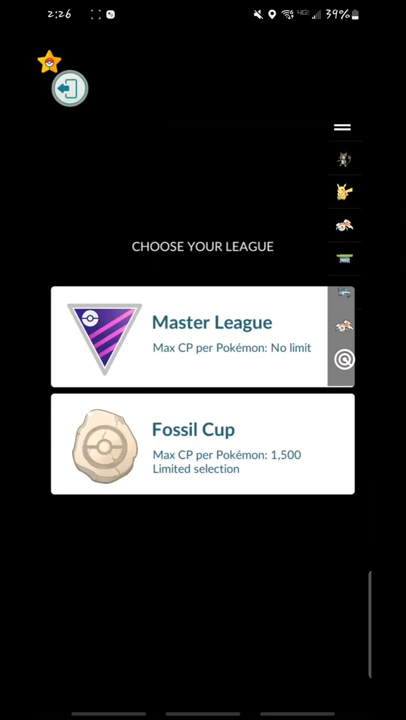 2:26
39%
CHOOSE YOUR LEAGUE
Master League
Max CP per Pokémon: No limit
Fossil Cup
Max CP per Pokémon: 1,500
Limited selection